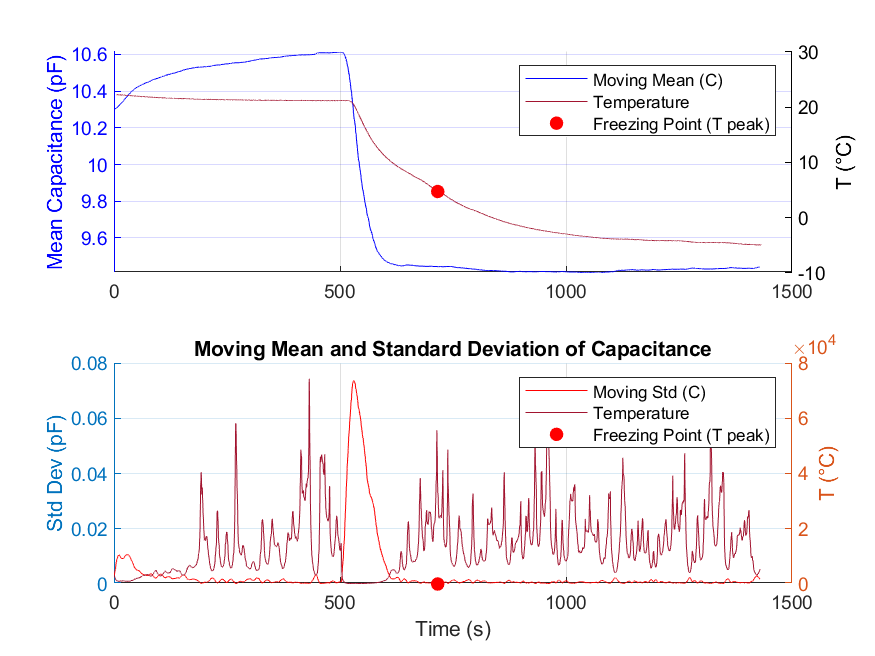 10.6
10.4
10.2
10
9.8
9.6
Mean Capacitance (pF)
Moving Mean (C)
Temperature
Freezing Point (T peak)
30
20
10
0
-10
T (°C)
0
500
1000
1500
Moving Mean and Standard Deviation of Capacitance
×10⁴
0.08
0.06
0.04
0.02
0
Std Dev (pF)
Moving Std (C)
Temperature
Freezing Point (T peak)
8
6
4
2
0
T (°C)
0
500
1000
1500
Time (s)